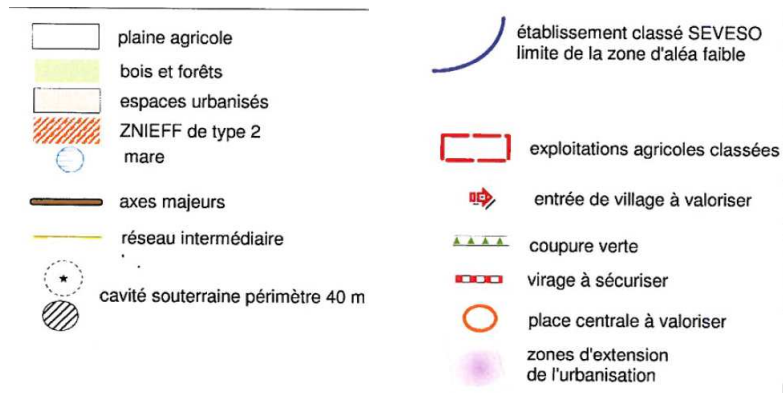 plaine agricole
bois et forêts
espaces urbanisés
ZNIEFF de type 2
mare
axes majeurs
réseau intermédiaire
cavité souterraine périmètre 40 m
établissement classé SEVESO
limite de la zone d'aléa faible
exploitations agricoles classées
entrée de village à valoriser
coupure verte
virage à sécuriser
place centrale à valoriser
zones d'extension
de l'urbanisation